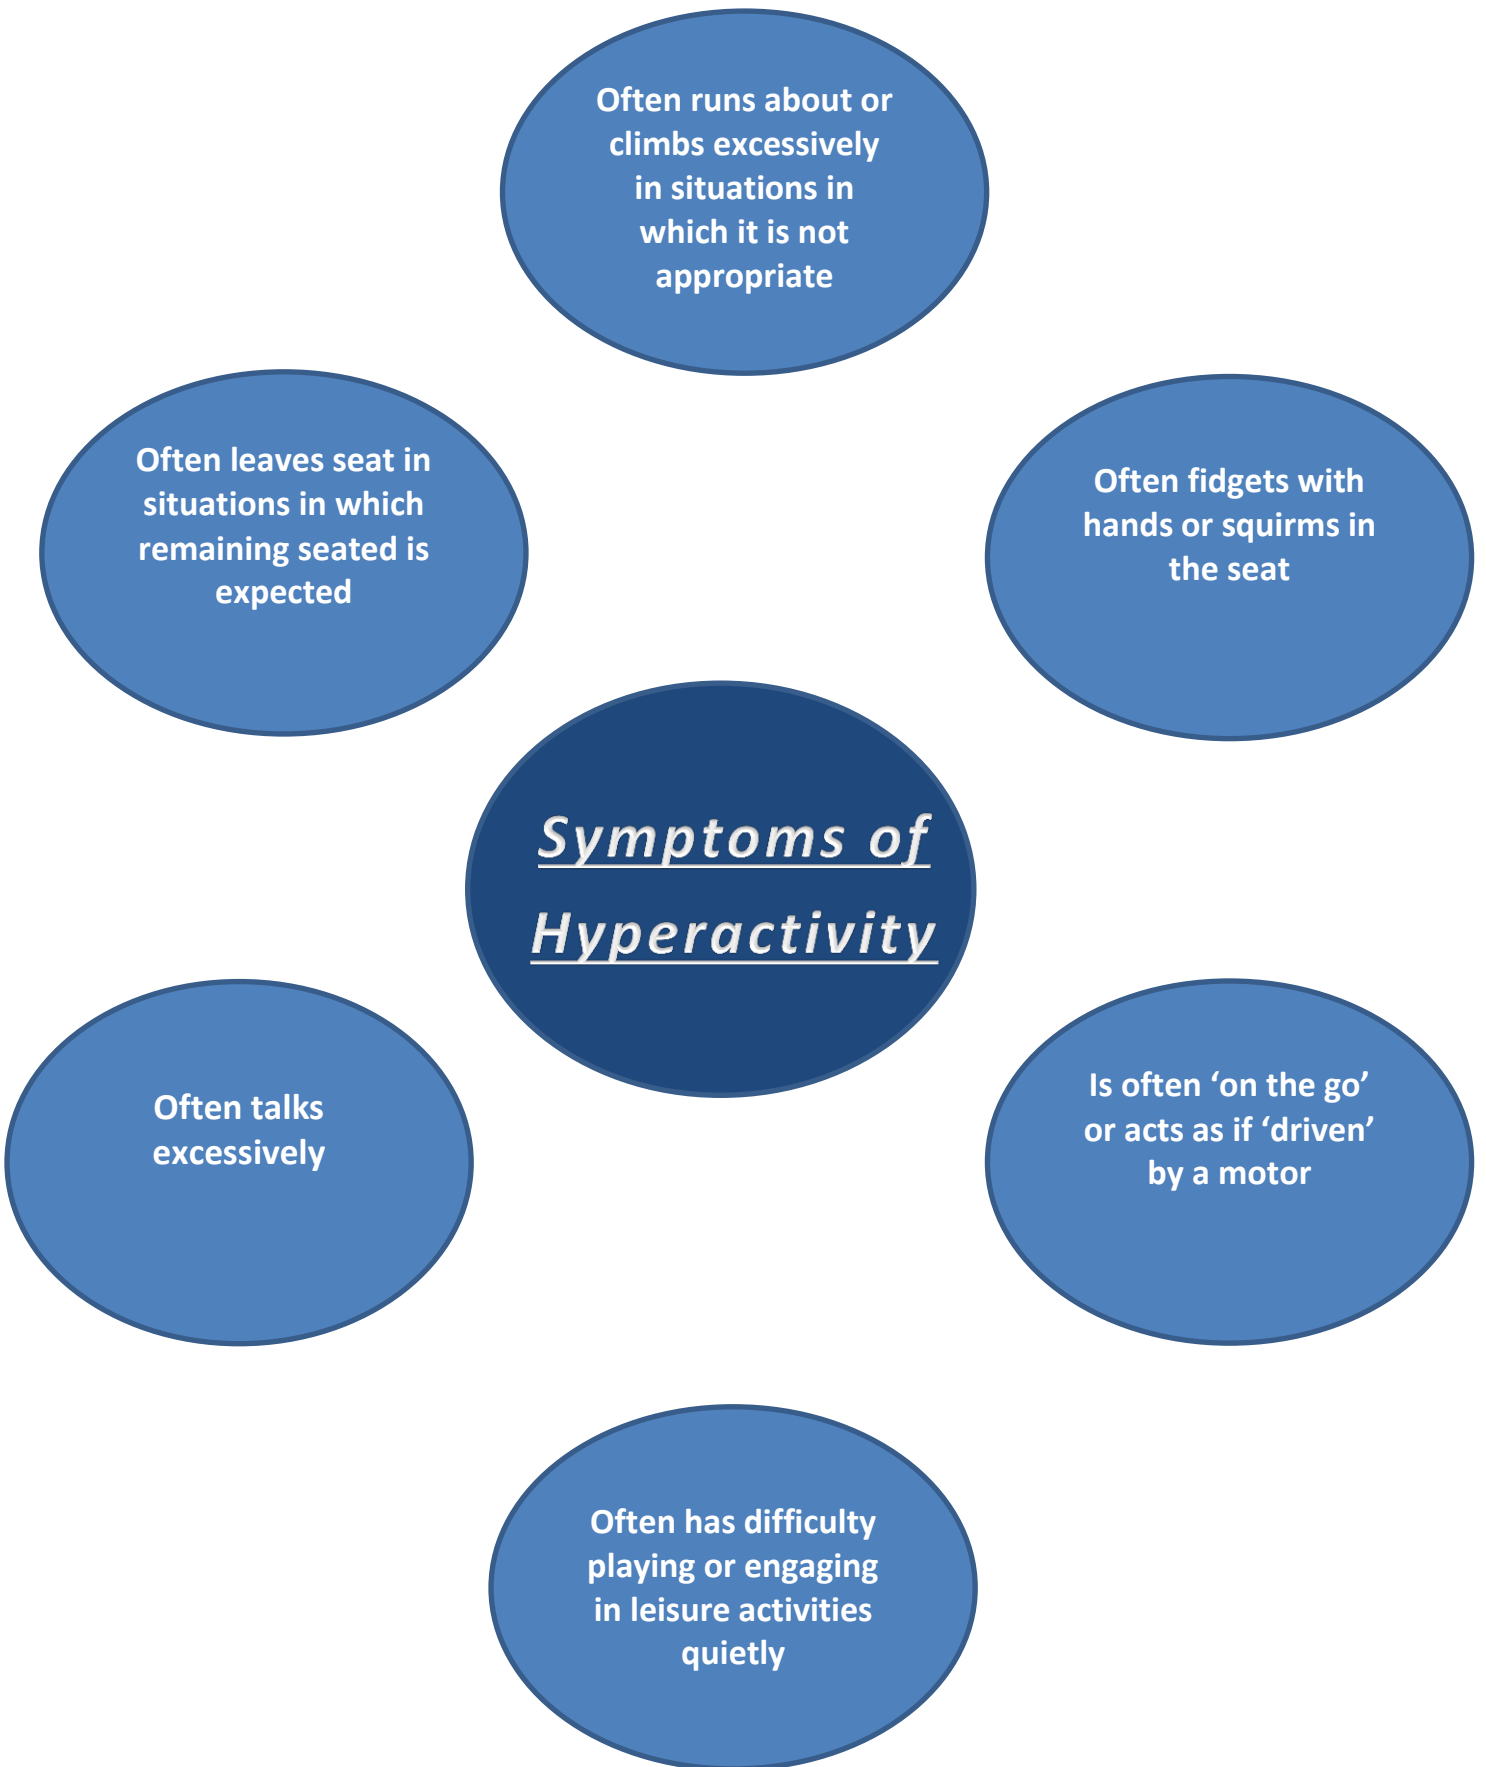 Often runs about or
climbs excessively
in situations in
which it is not
appropriate
Often leaves seat in
situations in which
remaining seated is
expected
Often fidgets with
hands or squirms in
the seat
Symptoms of
Hyperactivity
Often talks
excessively
Is often ‘on the go’
or acts as if ‘driven’
by a motor
Often has difficulty
playing or engaging
in leisure activities
quietly